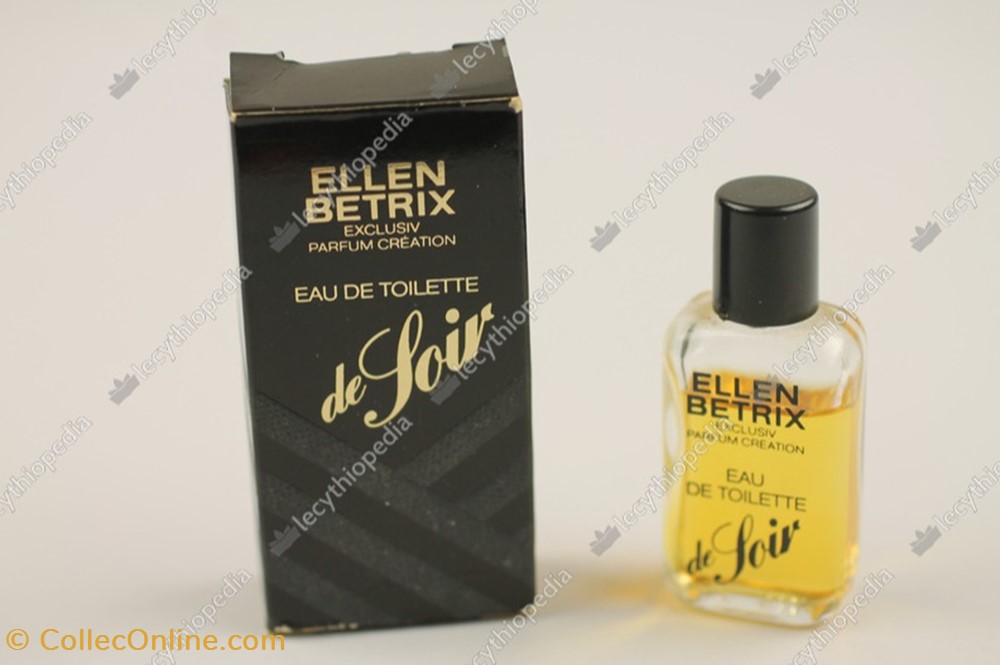 ELLEN
BETRIX
EXCLUSIV
PARFUM CRÉATION
EAU DE TOILETTE
de Soir
ELLEN
BETRIX
EXCLUSIV
PARFUM CRÉATION
EAU
DE TOILETTE
de Soir
lecythiopedia
© CollecOnline.com